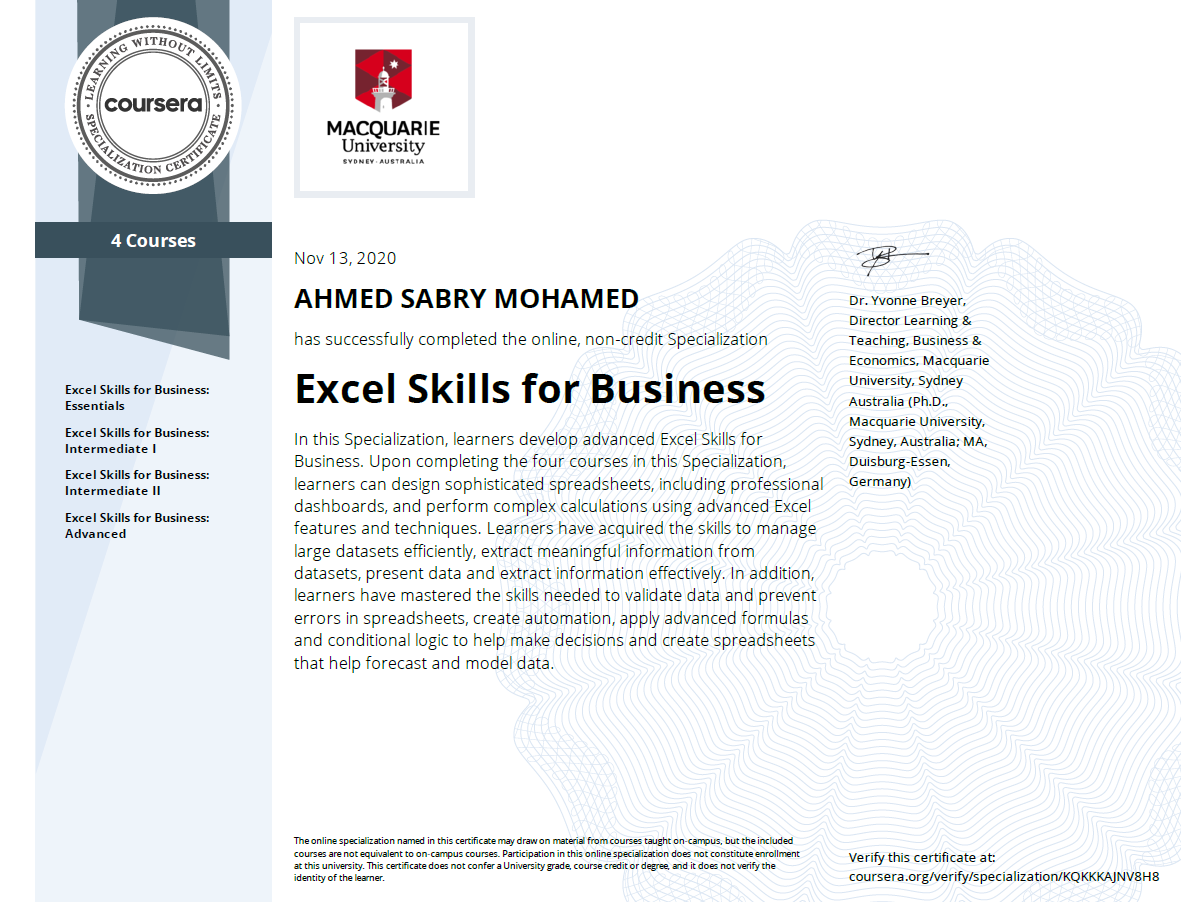 LEARNING WITHOUT LIMITS
coursera
SPECIALIZATION CERTIFICATE
MACQUARIE
University
SYDNEY · AUSTRALIA
4 Courses
Excel Skills for Business:
Essentials
Excel Skills for Business:
Intermediate I
Excel Skills for Business:
Intermediate II
Excel Skills for Business:
Advanced
Nov 13, 2020
AHMED SABRY MOHAMED
has successfully completed the online, non-credit Specialization
Excel Skills for Business
In this Specialization, learners develop advanced Excel Skills for
Business. Upon completing the four courses in this Specialization,
learners can design sophisticated spreadsheets, including professional
dashboards, and perform complex calculations using advanced Excel
features and techniques. Learners have acquired the skills to manage
large datasets efficiently, extract meaningful information from
datasets, present data and extract information effectively. In addition,
learners have mastered the skills needed to validate data and prevent
errors in spreadsheets, create automation, apply advanced formulas
and conditional logic to help make decisions and create spreadsheets
that help forecast and model data.
Dr. Yvonne Breyer,
Director Learning &
Teaching, Business &
Economics, Macquarie
University, Sydney
Australia (Ph.D.,
Macquarie University,
Sydney, Australia; MA,
Duisburg-Essen,
Germany)
The online specialization named in this certificate may draw on material from courses taught on-campus, but the included
courses are not equivalent to on-campus courses. Participation in this online specialization does not constitute enrollment
at this university. This certificate does not confer a University grade, course credit or degree, and it does not verify the
identity of the learner.
Verify this certificate at:
coursera.org/verify/specialization/KQKKKAJNV8H8